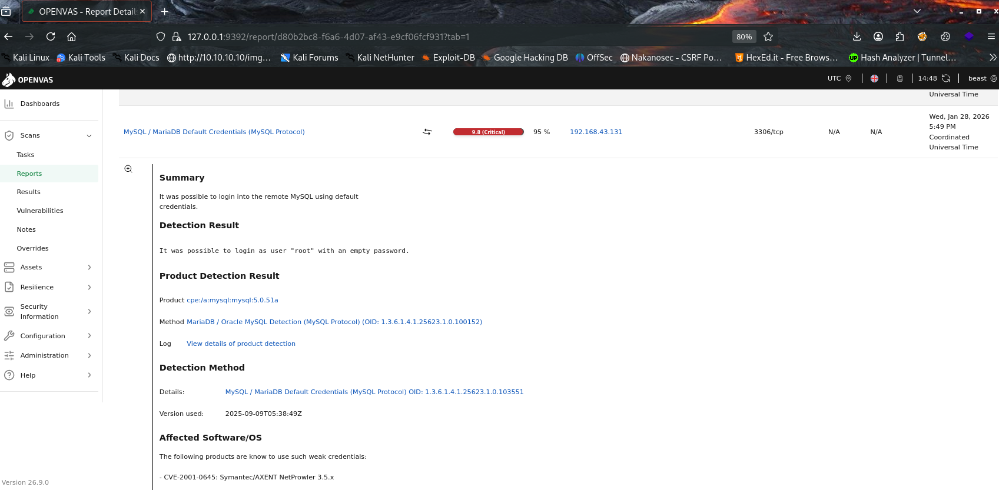 OPENVAS - Report Detail
127.0.0.1:9392/report/d80b2bc8-f6a6-4d07-af43-e9cf06fcf931?tab=1
80%
Kali Linux
Kali Tools
Kali Docs
http://10.10.10.10/img...
Kali Forums
Kali NetHunter
Exploit-DB
Google Hacking DB
OffSec
Nakanosec - CSRF Po...
HexEd.it - Free Brows...
UP
Hash Analyzer | Tunnel...
OPENVAS
UTC
14:48
beast
Dashboards
Scans
Tasks
Reports
Results
Vulnerabilities
Notes
Overrides
Assets
Resilience
Security
Information
Configuration
Administration
Help
Version 26.9.0
Universal Time
MySQL / MariaDB Default Credentials (MySQL Protocol)
9.8 (Critical)
95 %
192.168.43.131
3306/tcp
N/A
N/A
Wed, Jan 28, 2026
5:49 PM
Coordinated
Universal Time
Summary
It was possible to login into the remote MySQL using default
credentials.
Detection Result
It was possible to login as user "root" with an empty password.
Product Detection Result
Product cpe:/a:mysql:mysql:5.0.51a
Method MariaDB / Oracle MySQL Detection (MySQL Protocol) (OID: 1.3.6.1.4.1.25623.1.0.100152)
Log View details of product detection
Detection Method
Details: MySQL / MariaDB Default Credentials (MySQL Protocol) OID: 1.3.6.1.4.1.25623.1.0.103551
Version used: 2025-09-09T05:38:49Z
Affected Software/OS
The following products are know to use such weak credentials:
- CVE-2001-0645: Symantec/AXENT NetProwler 3.5.x